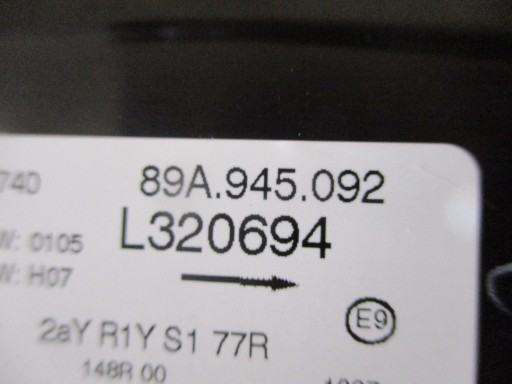 740 89A.945.092
W: 0105 L320694
W: H07
E9
2aY R1Y S1 77R
148R 00